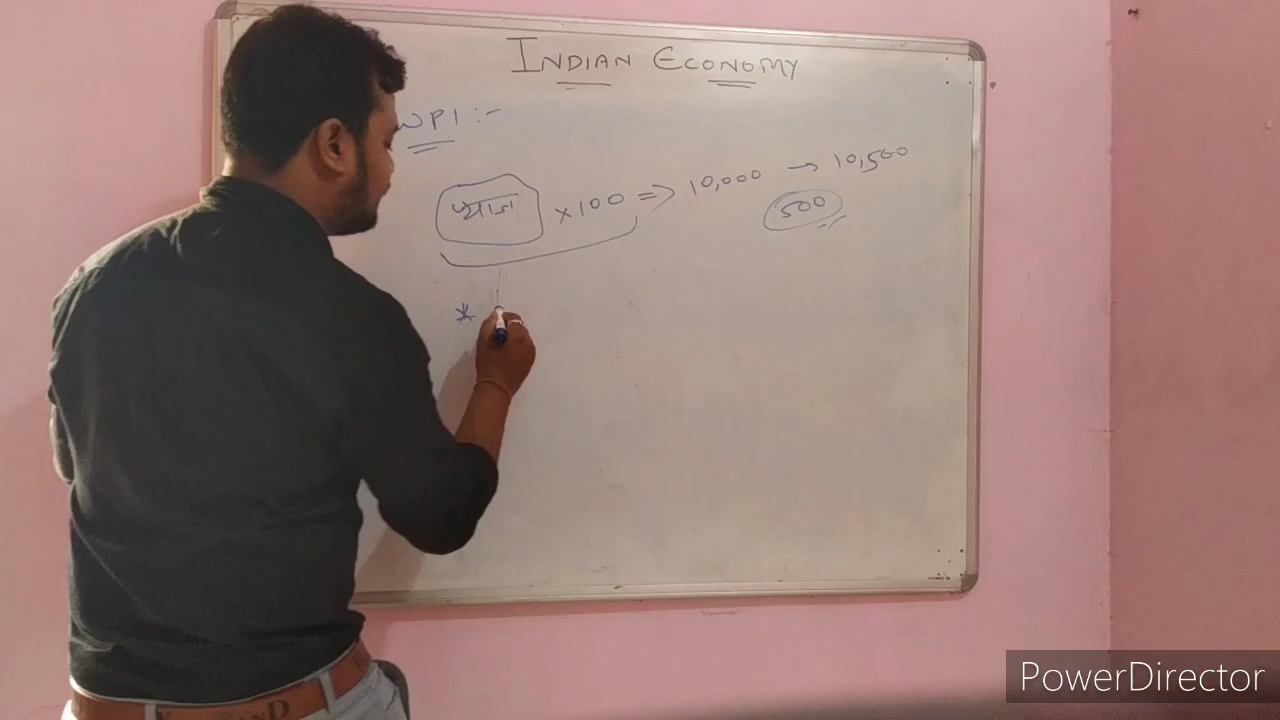 INDIAN ECONOMY
WPI :-
प्याज × 100 => 10,000 → 10,500
500
*
PowerDirector